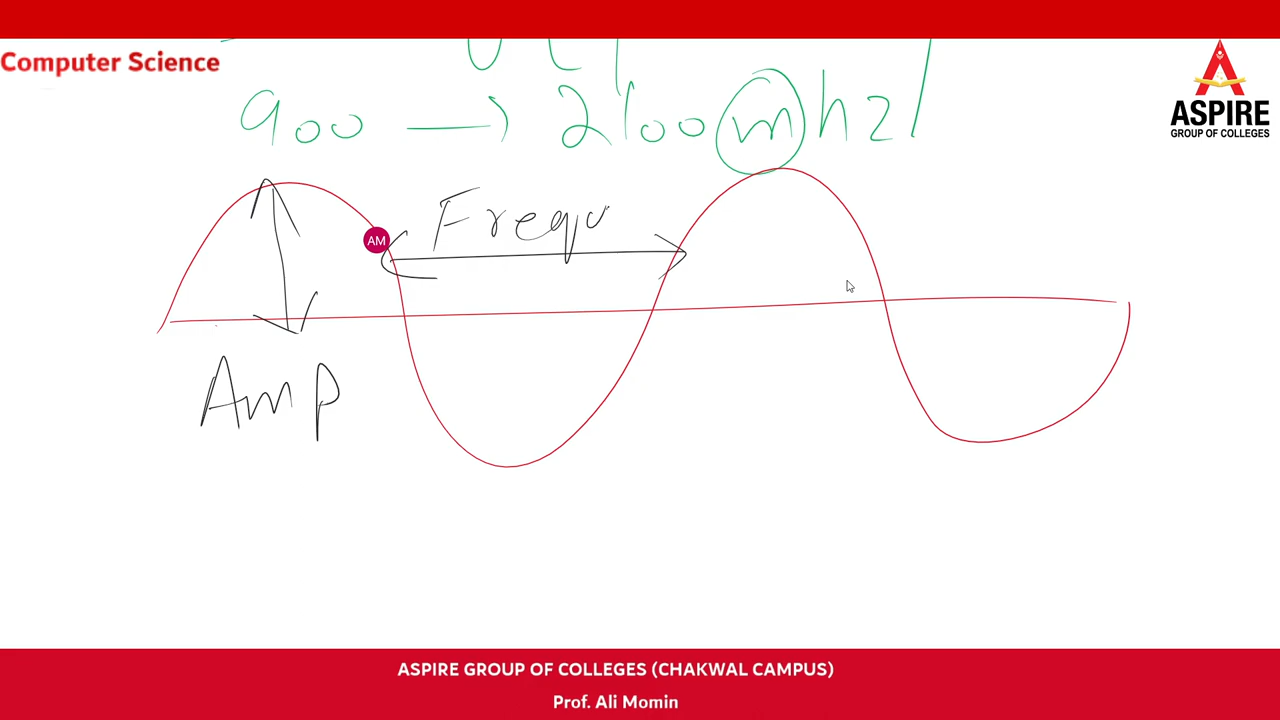 Computer Science
ASPIRE
GROUP OF COLLEGES
900 → 2100 mhz
Frequ
AM
Amp
ASPIRE GROUP OF COLLEGES (CHAKWAL CAMPUS)
Prof. Ali Momin